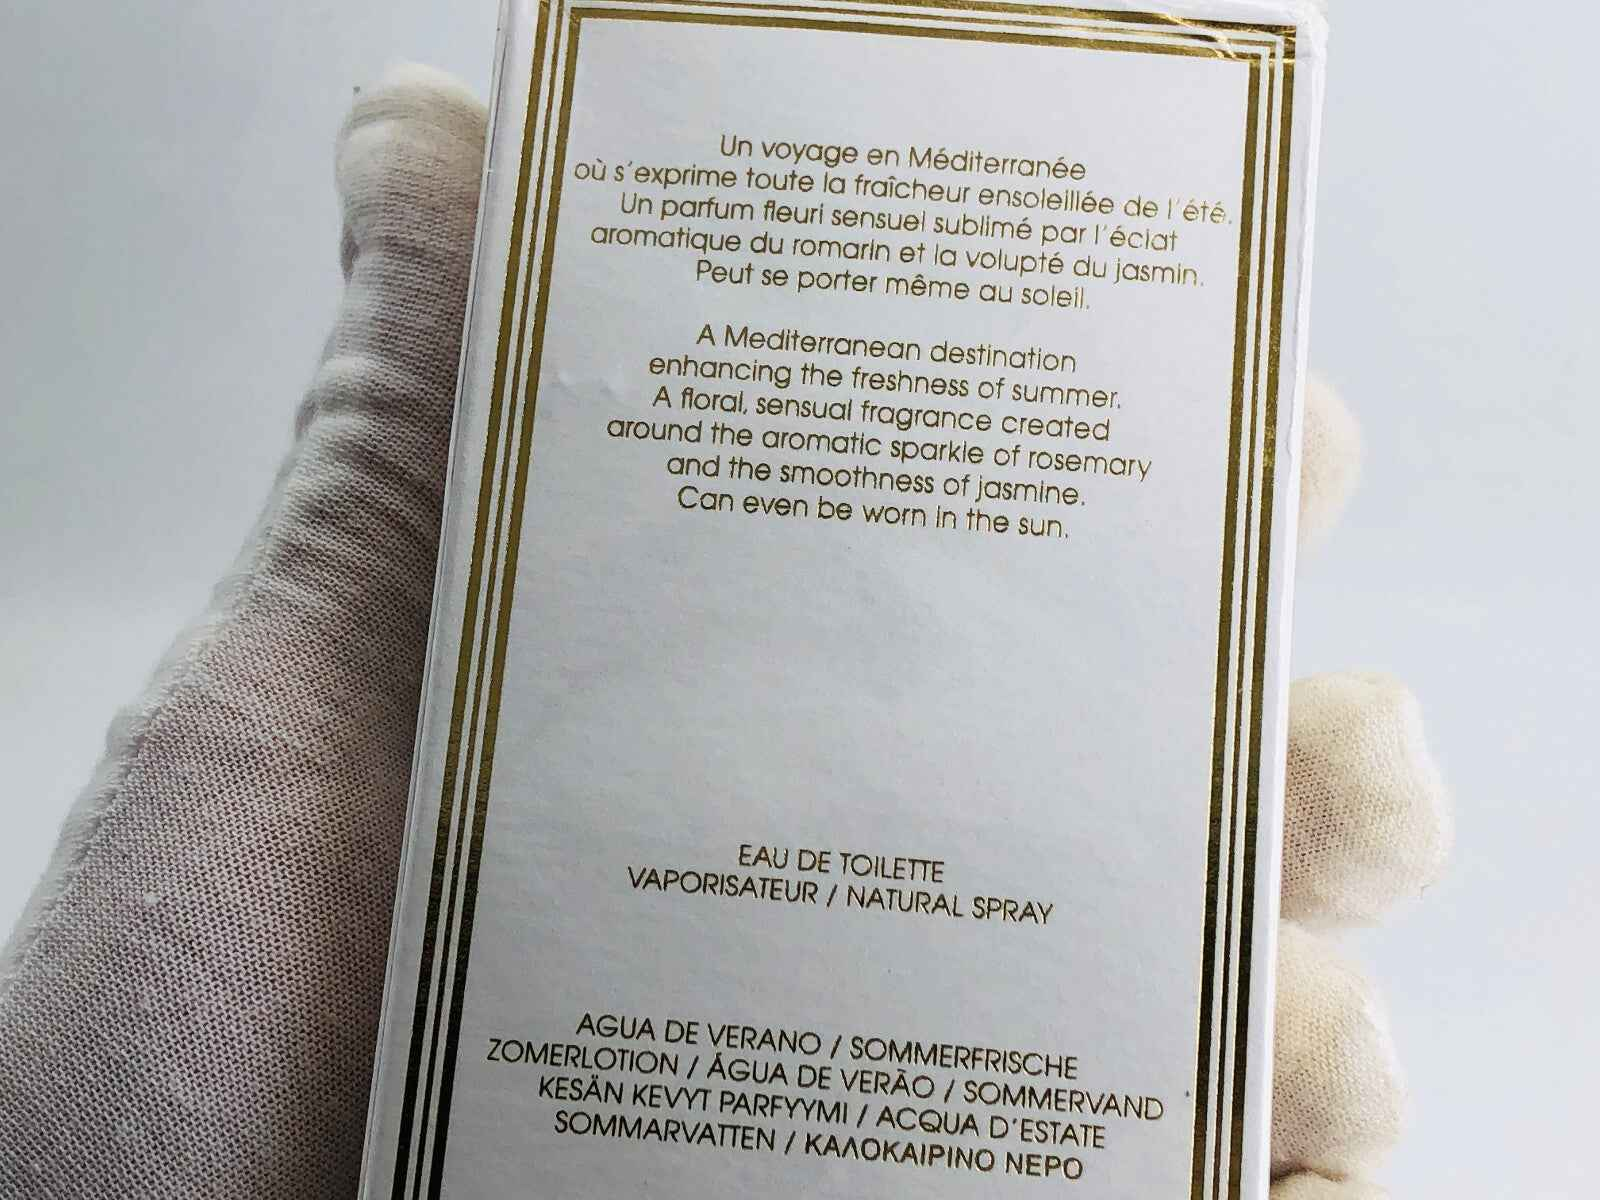 Un voyage en Méditerranée
où s'exprime toute la fraîcheur ensoleillée de l'été.
Un parfum fleuri sensuel sublimé par l'éclat
aromatique du romarin et la volupté du jasmin.
Peut se porter même au soleil.
A Mediterranean destination
enhancing the freshness of summer.
A floral, sensual fragrance created
around the aromatic sparkle of rosemary
and the smoothness of jasmine.
Can even be worn in the sun.
EAU DE TOILETTE
VAPORISATEUR / NATURAL SPRAY
AGUA DE VERANO / SOMMERFRISCHE
ZOMERLOTION / ÁGUA DE VERÃO / SOMMERVAND
KESÄN KEVYT PARFYYMI / ACQUA D'ESTATE
SOMMARVATTEN / ΚΑΛΟΚΑΙΡΙΝΟ ΝΕΡΟ